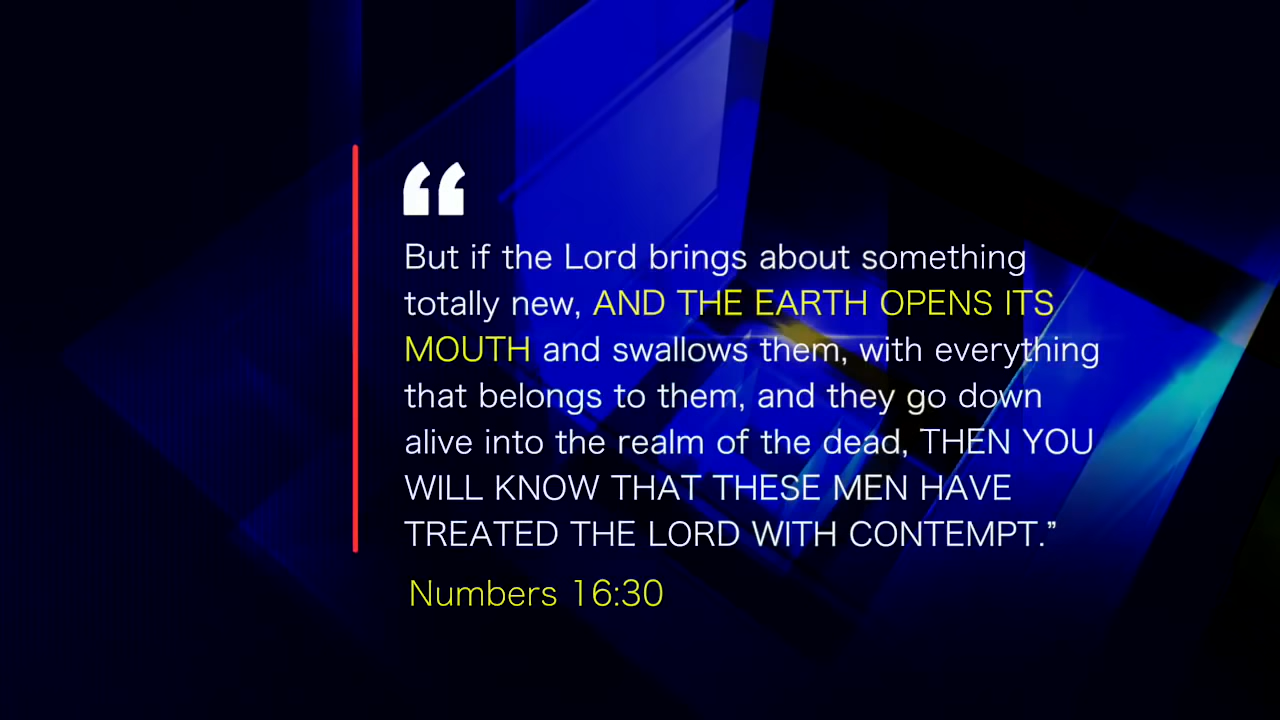 “
But if the Lord brings about something
totally new, AND THE EARTH OPENS ITS
MOUTH and swallows them, with everything
that belongs to them, and they go down
alive into the realm of the dead, THEN YOU
WILL KNOW THAT THESE MEN HAVE
TREATED THE LORD WITH CONTEMPT.”
Numbers 16:30